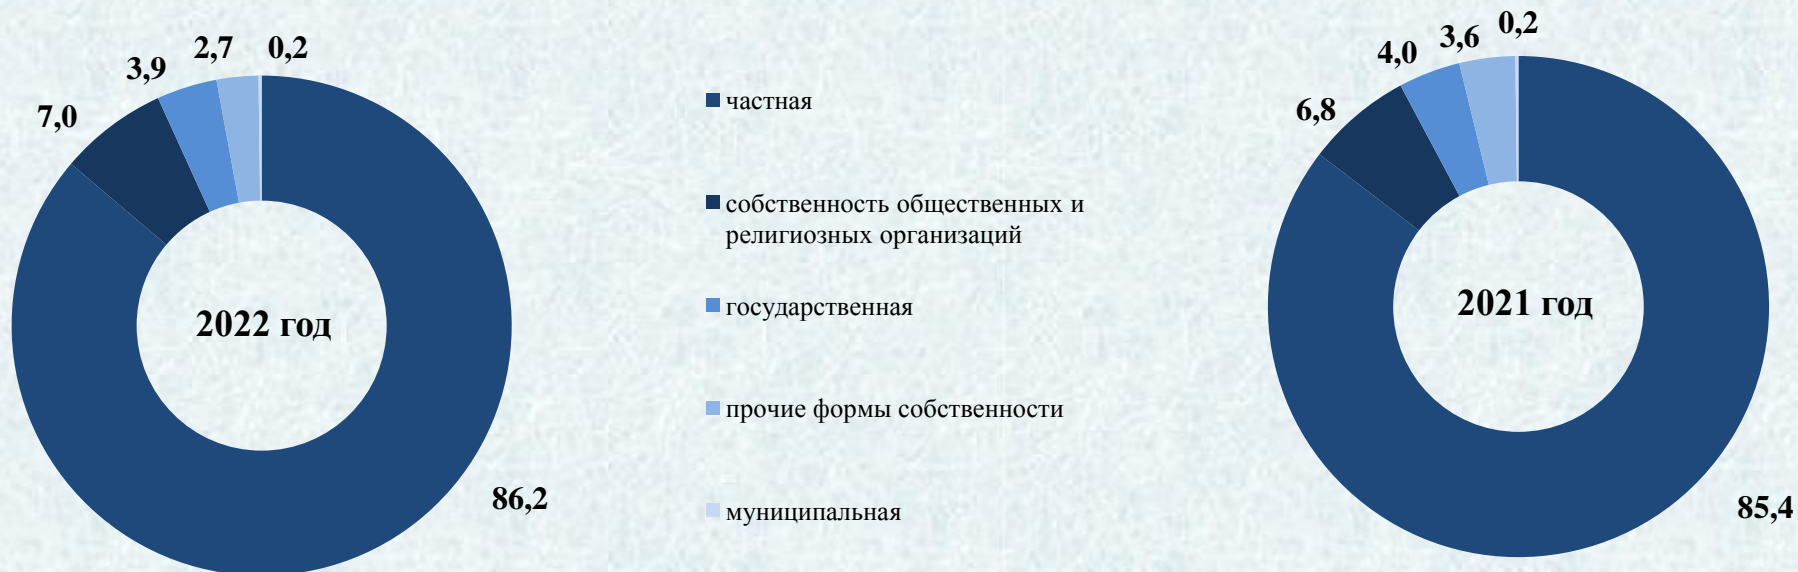 2,7
0,2
3,9
7,0
2022 год
86,2
частная
собственность общественных и
религиозных организаций
государственная
прочие формы собственности
муниципальная
0,2
3,6
4,0
6,8
2021 год
85,4